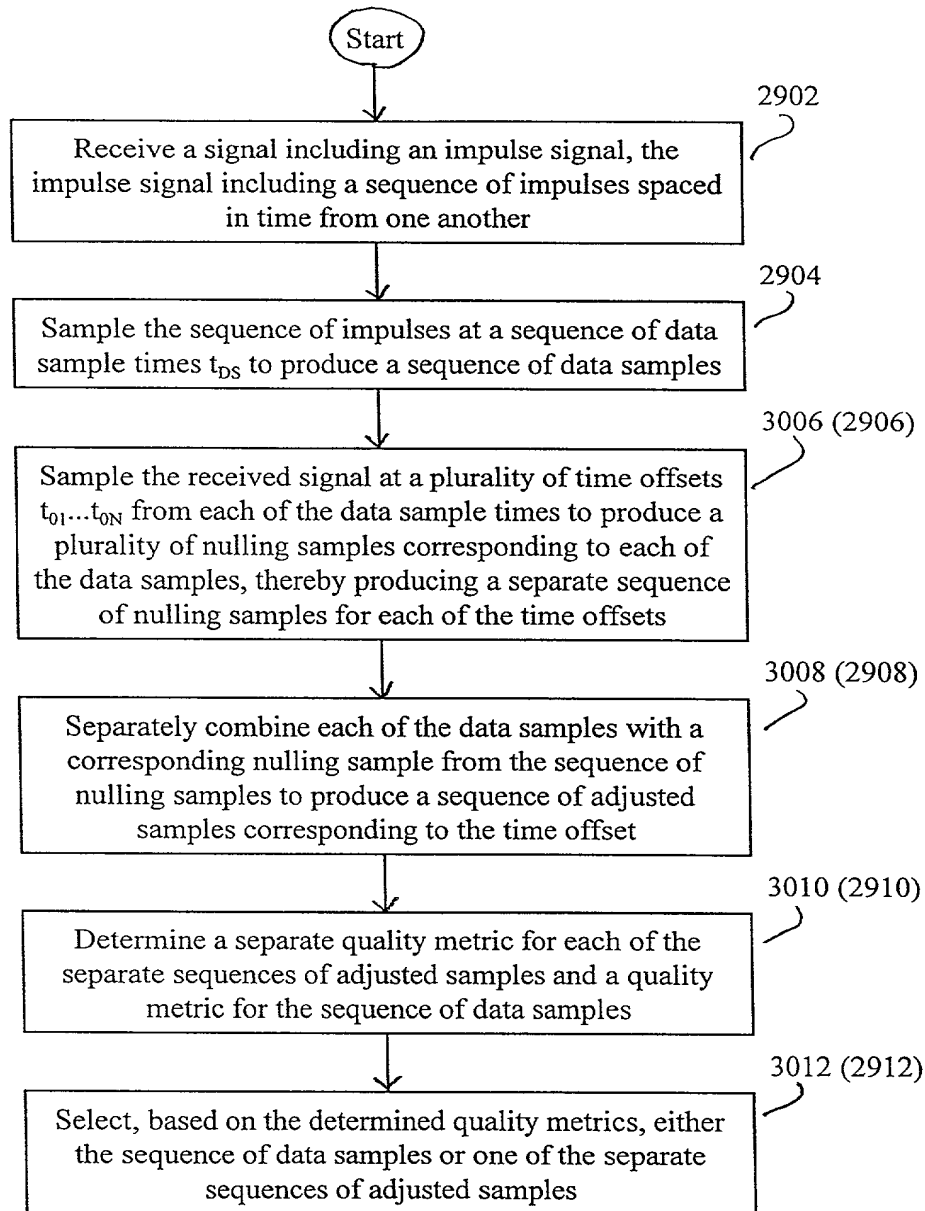 Start
2902
Receive a signal including an impulse signal, the
impulse signal including a sequence of impulses spaced
in time from one another
2904
Sample the sequence of impulses at a sequence of data
sample times tDS to produce a sequence of data samples
3006 (2906)
Sample the received signal at a plurality of time offsets
t01...t0N from each of the data sample times to produce a
plurality of nulling samples corresponding to each of
the data samples, thereby producing a separate sequence
of nulling samples for each of the time offsets
3008 (2908)
Separately combine each of the data samples with a
corresponding nulling sample from the sequence of
nulling samples to produce a sequence of adjusted
samples corresponding to the time offset
3010 (2910)
Determine a separate quality metric for each of the
separate sequences of adjusted samples and a quality
metric for the sequence of data samples
3012 (2912)
Select, based on the determined quality metrics, either
the sequence of data samples or one of the separate
sequences of adjusted samples